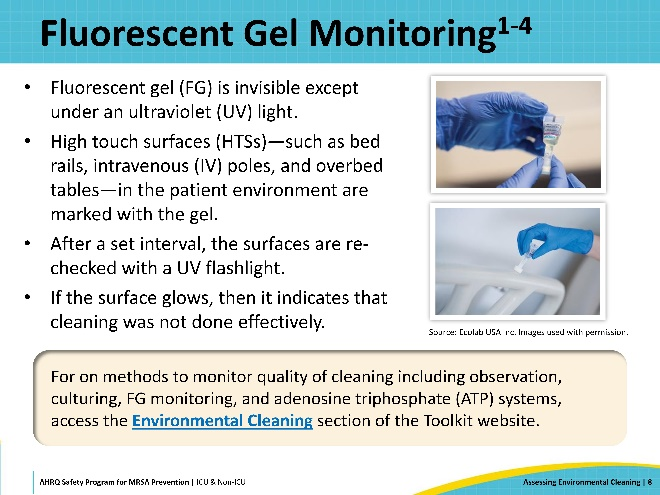 Fluorescent Gel Monitoring1-4
• Fluorescent gel (FG) is invisible except
under an ultraviolet (UV) light.
• High touch surfaces (HTSs)—such as bed
rails, intravenous (IV) poles, and overbed
tables—in the patient environment are
marked with the gel.
• After a set interval, the surfaces are re-
checked with a UV flashlight.
• If the surface glows, then it indicates that
cleaning was not done effectively.
Source: Ecolab USA Inc. Images used with permission.
For on methods to monitor quality of cleaning including observation,
culturing, FG monitoring, and adenosine triphosphate (ATP) systems,
access the Environmental Cleaning section of the Toolkit website.
AHRQ Safety Program for MRSA Prevention | ICU & Non-ICU
Assessing Environmental Cleaning | 6